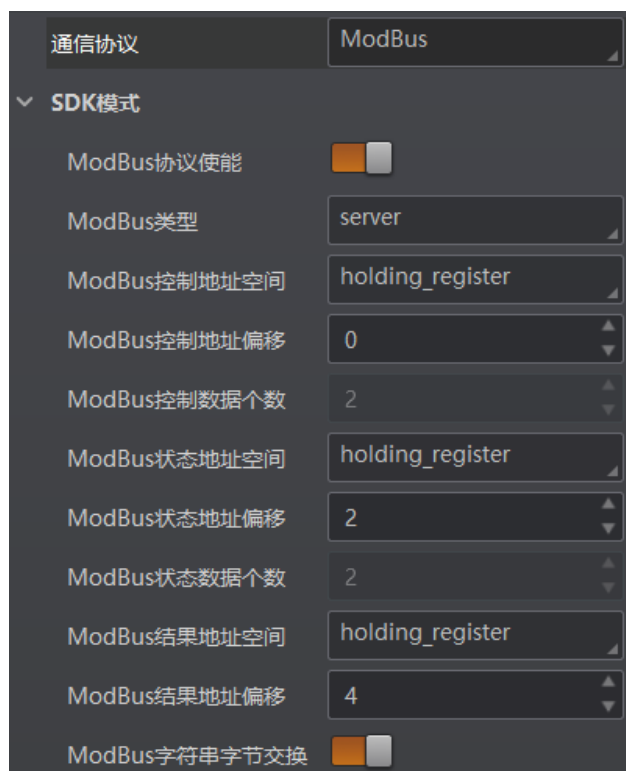 通信协议 ModBus
SDK模式
ModBus协议使能
ModBus类型 server
ModBus控制地址空间 holding_register
ModBus控制地址偏移 0
ModBus控制数据个数 2
ModBus状态地址空间 holding_register
ModBus状态地址偏移 2
ModBus状态数据个数 2
ModBus结果地址空间 holding_register
ModBus结果地址偏移 4
ModBus字符串字节交换